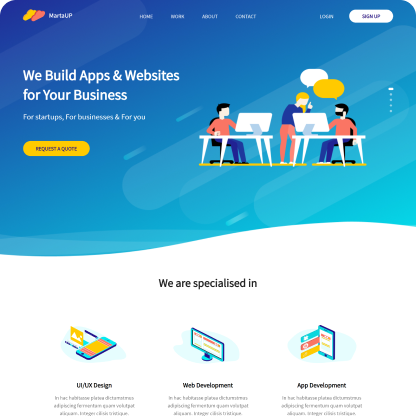 MartaUP
HOME WORK ABOUT CONTACT LOGIN SIGN UP
We Build Apps & Websites
for Your Business
For startups, For businesses & For you
REQUEST A QUOTE
We are specialised in
UI/UX Design Web Development App Development
In hac habitasse platea dictumstmus In hac habitasse platea dictumstmus In hac habitasse platea dictumstmus
adipiscing fermentum quam volutpat adipiscing fermentum quam volutpat adipiscing fermentum quam volutpat
aliquam. Integer cilisis tristique. aliquam. Integer cilisis tristique. aliquam. Integer cilisis tristique.